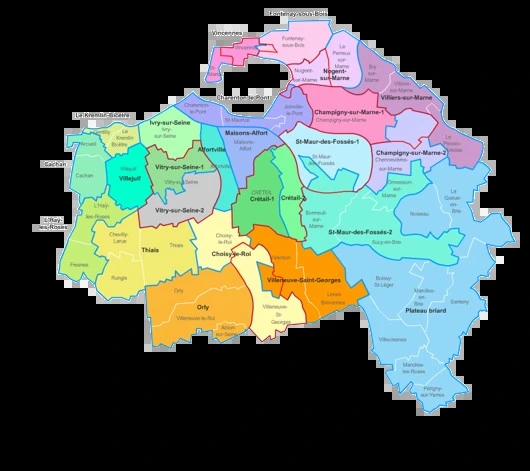 Fontenay-sous-Bois
Vincennes
Fontenay-
sous-Bois
Vincennes
Le
Perreux
sur-
Marne
Nogent-
sur-Marne
Nogent-
sur-
Marne
Bry
sur-
Marne
Villiers-
sur-
Marne
Villiers-sur-Marne
Charenton-le-Pont
Charenton-
le-Pont
St-Maurice
Joinville-
le-Pont
Champigny-sur-Marne-1
Champigny-sur-Marne
Le Kremlin-Bicêtre
Gentilly
Le
Kremlin-
Bicêtre
Arcueil
Ivry-sur-Seine
Ivry-
sur-Seine
Maisons-Alfort
Maisons-
Alfort
Alfortville
Alfortville
St-Maur-des-Fossés-1
St-Maur-
des-Fossés
Champigny-sur-Marne-2
Chennevières-
sur-Marne
Le
Plessis-
Trévise
Cachan
Cachan
Villejuif
Villejuif
Vitry-sur-Seine-1
Vitry-sur-Seine
Vitry-sur-Seine-2
CRÉTEIL
Créteil-1
Créteil-2
Bonneuil-
sur-Marne
Ormesson-
sur-
Marne
Noiseau
La
Queue-
en-
Brie
L'Haÿ-
les-Roses
L'Haÿ-
les-Roses
St-Maur-des-Fossés-2
Sucy-en-Brie
Chevilly-
Larue
Thiais
Thiais
Choisy-
le-Roi
Choisy-le-Roi
Fresnes
Rungis
Valenton
Villeneuve-Saint-Georges
Limeil-
Brévannes
Boissy-
St-Léger
Marolles-
en-
Brie
Santeny
Orly
Orly
Villeneuve-le-Roi
Ablon-
sur-Seine
Villeneuve-
St-
Georges
Plateau briard
Villecresnes
Mandres-
les-Roses
Périgny-
sur-Yerres